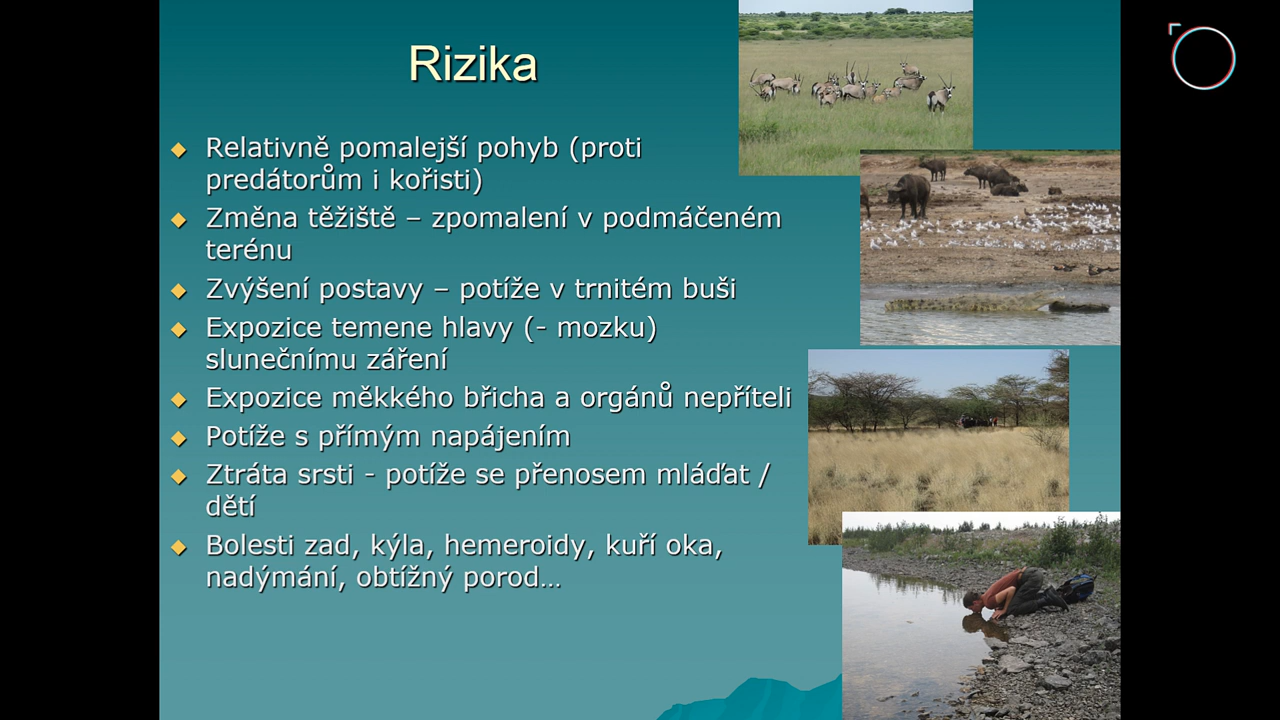 Rizika
Relativně pomalejší pohyb (proti
predátorům i kořisti)
Změna těžiště – zpomalení v podmáčeném
terénu
Zvýšení postavy – potíže v trnitém buši
Expozice temene hlavy (- mozku)
slunečnímu záření
Expozice měkkého břicha a orgánů nepříteli
Potíže s přímým napájením
Ztráta srsti - potíže se přenosem mláďat /
dětí
Bolesti zad, kýla, hemeroidy, kuří oka,
nadýmání, obtížný porod…